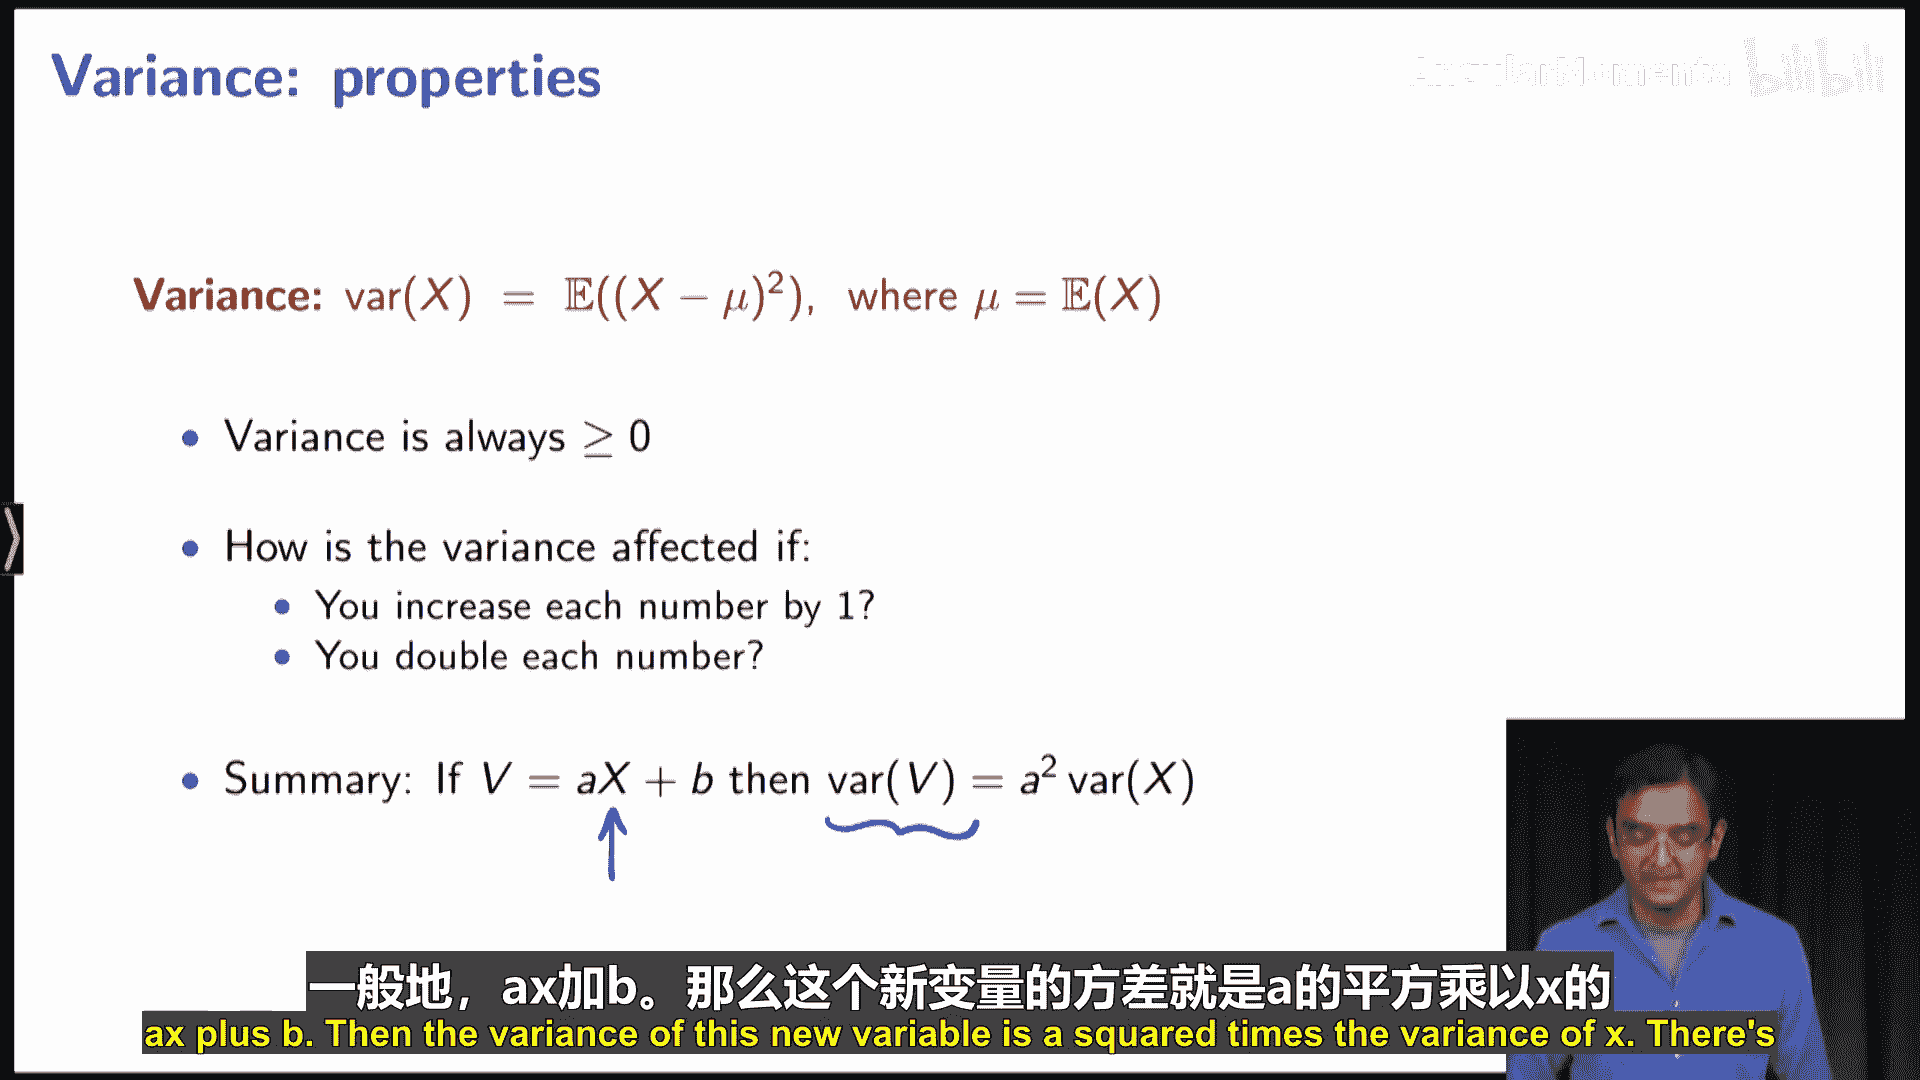 Variance: properties
bilibili
Variance: var(X) = 𝔼((X − μ)²), where μ = 𝔼(X)
• Variance is always ≥ 0
• How is the variance affected if:
• You increase each number by 1?
• You double each number?
• Summary: If V = aX + b then var(V) = a² var(X)
一般地，ax加b。那么这个新变量的方差就是a的平方乘以x的
ax plus b. Then the variance of this new variable is a squared times the variance of x. There's